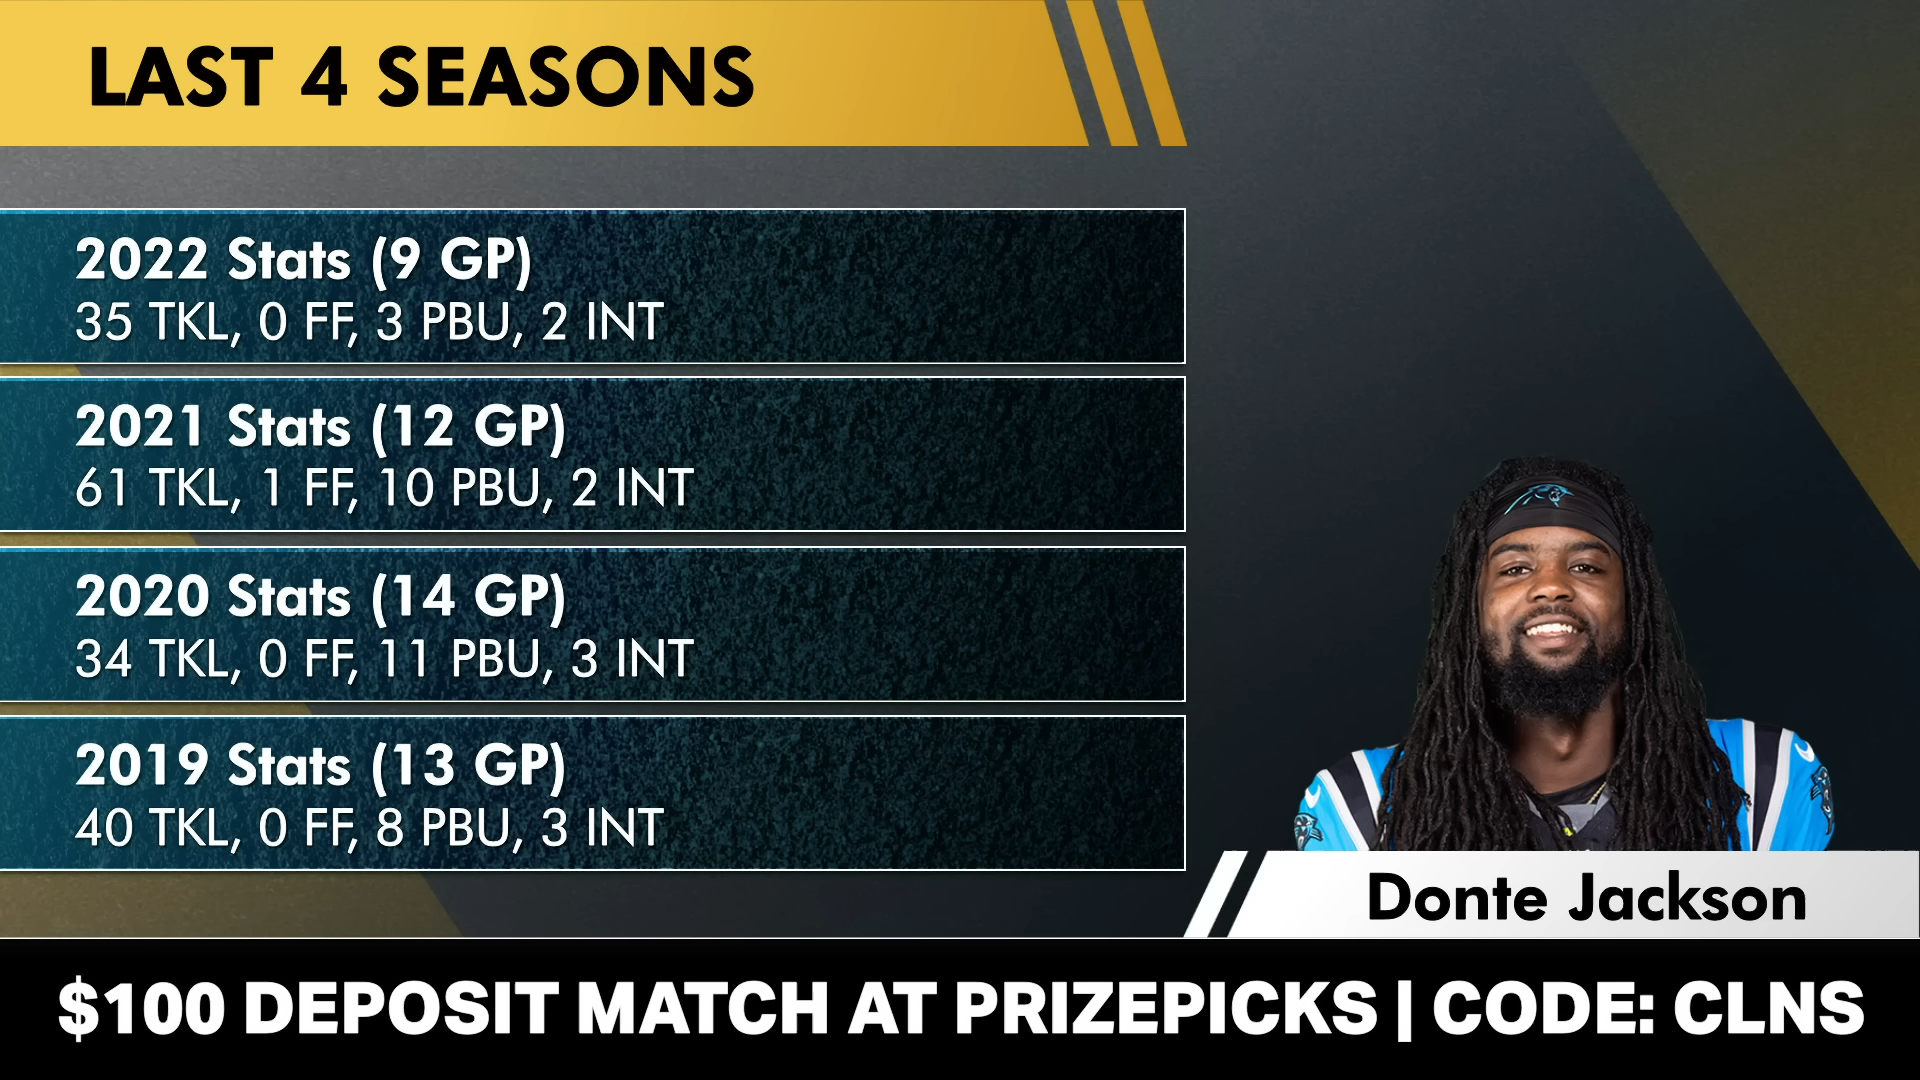 LAST 4 SEASONS
2022 Stats (9 GP)
35 TKL, 0 FF, 3 PBU, 2 INT
2021 Stats (12 GP)
61 TKL, 1 FF, 10 PBU, 2 INT
2020 Stats (14 GP)
34 TKL, 0 FF, 11 PBU, 3 INT
2019 Stats (13 GP)
40 TKL, 0 FF, 8 PBU, 3 INT
Donte Jackson
$100 DEPOSIT MATCH AT PRIZEPICKS | CODE: CLNS